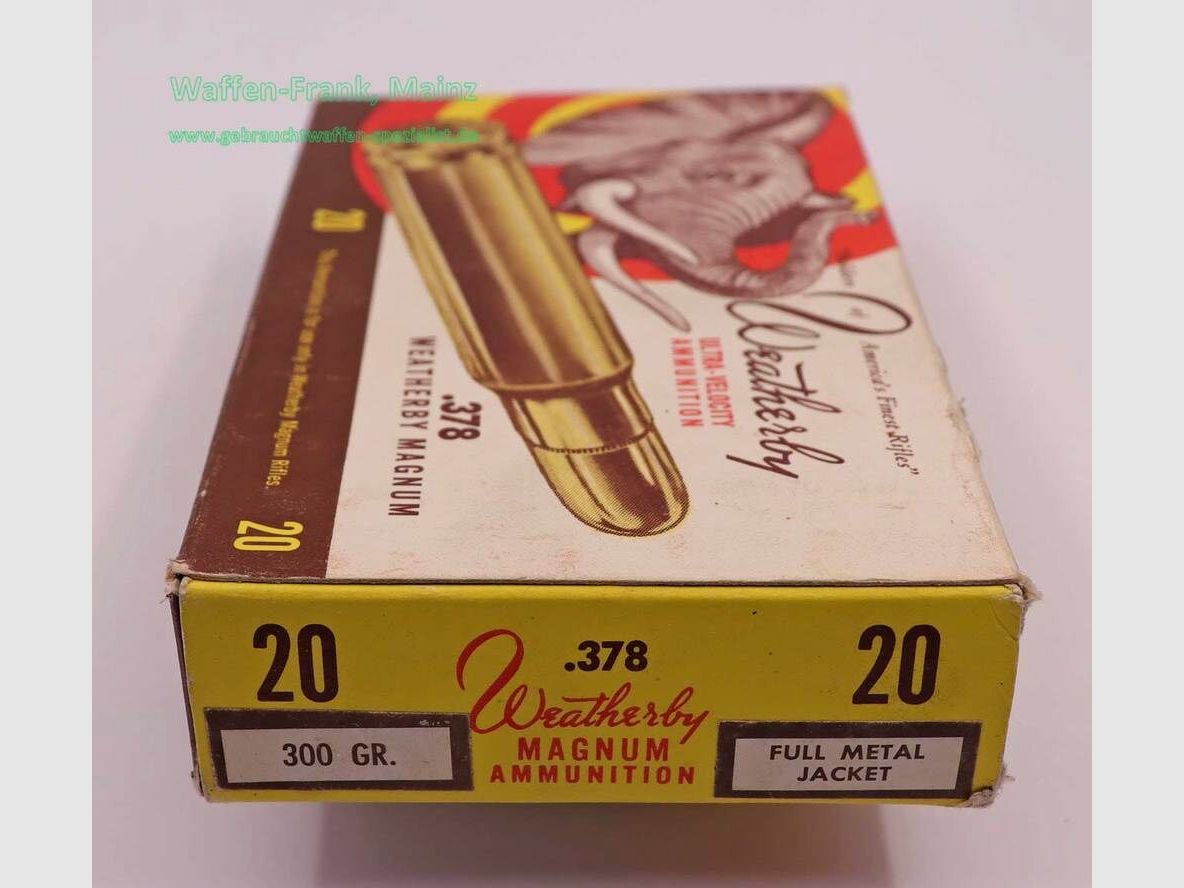 Waffen-Frank, Mainz
www.gebrauchtwaffen-spezialist.de
Builders of "America's Finest Rifles"
Weatherby
ULTRA-VELOCITY
AMMUNITION
.378
WEATHERBY MAGNUM
20
This ammunition is for use only in Weatherby Magnum Rifles.
20
20
.378
20
Weatherby
MAGNUM
AMMUNITION
300 GR.
FULL METAL
JACKET